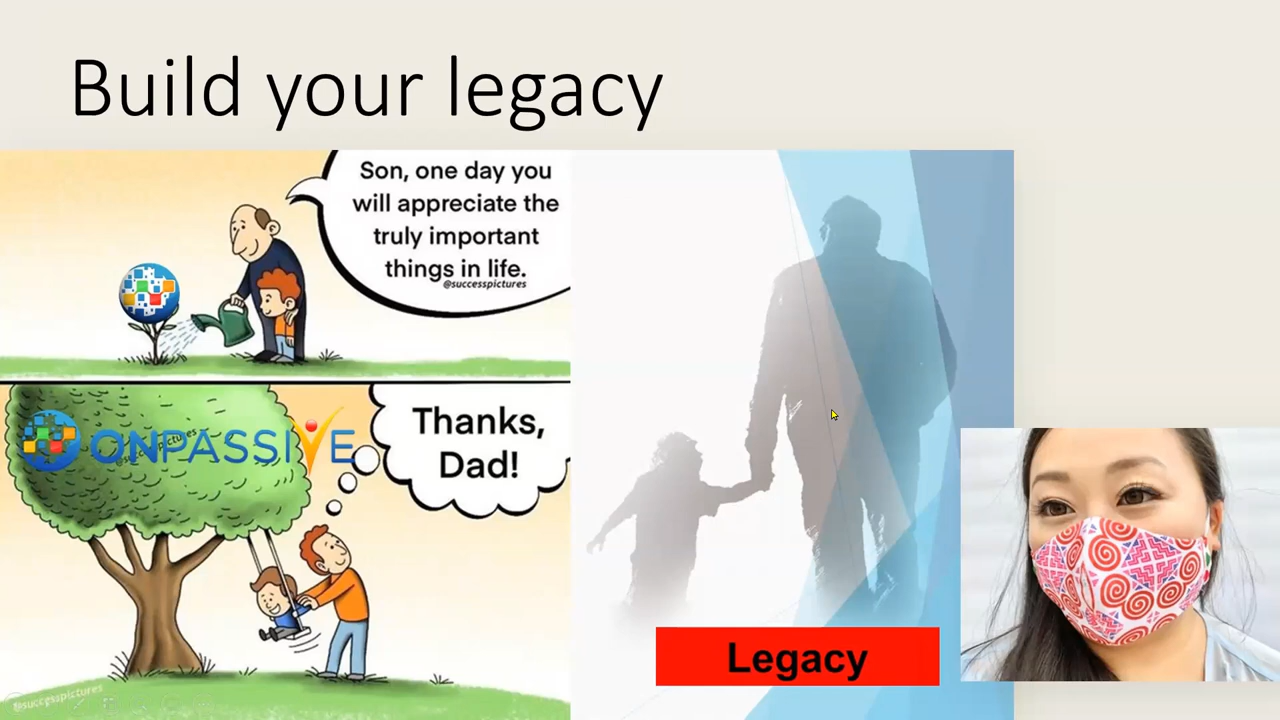 Build your legacy
Son, one day you
will appreciate the
truly important
things in life.
@successpictures
ONPASSIVE
Thanks,
Dad!
@successpictures
Legacy